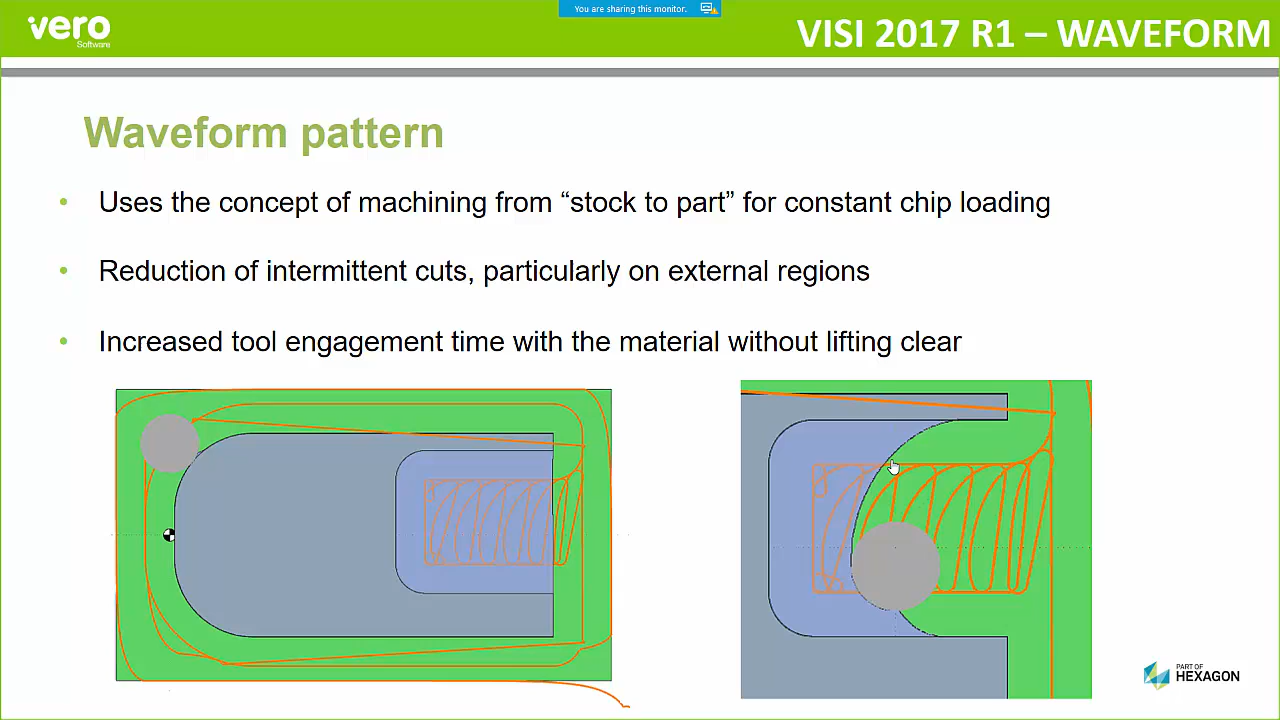 You are sharing this monitor.
vero
Software
VISI 2017 R1 – WAVEFORM
Waveform pattern
• Uses the concept of machining from “stock to part” for constant chip loading
• Reduction of intermittent cuts, particularly on external regions
• Increased tool engagement time with the material without lifting clear
PART OF
HEXAGON